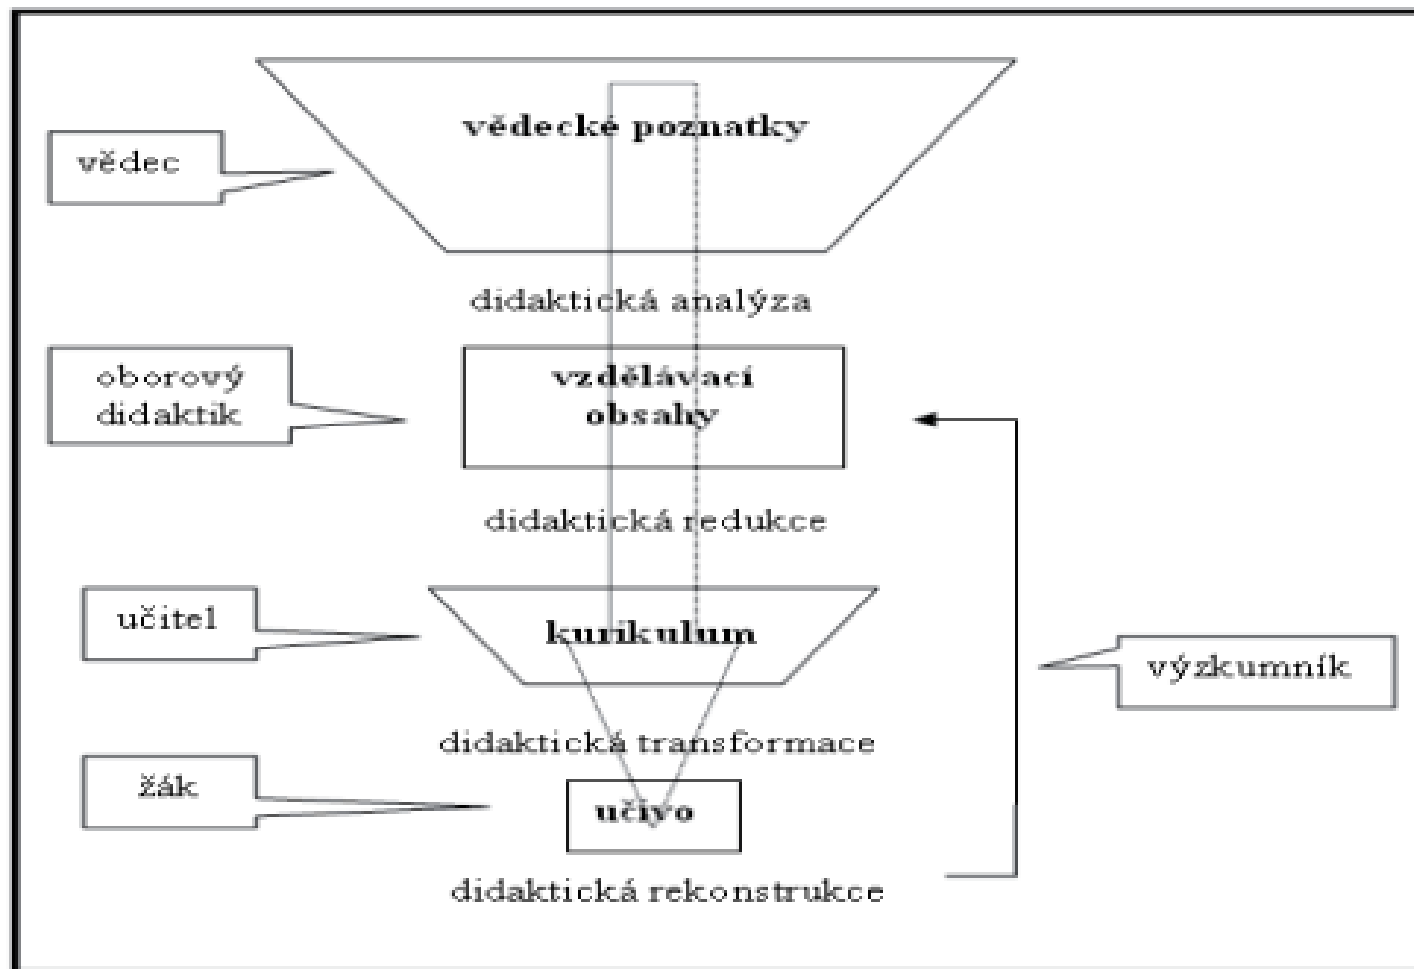 vědecké poznatky
vědec
didaktická analýza
oborový
didaktik
vzdělávací
obsahy
didaktická redukce
učitel
kurikulum
výzkumník
didaktická transformace
žák
učivo
didaktická rekonstrukce